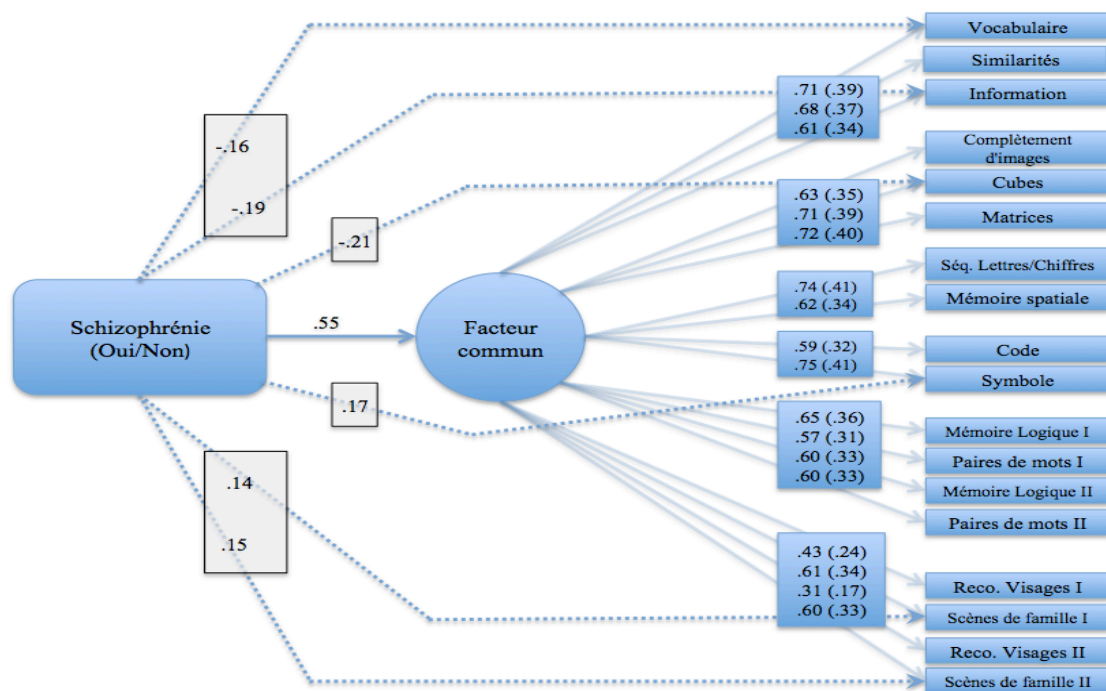 Vocabulaire
Similarités
Information
Complètement
d'images
Cubes
Matrices
Séq. Lettres/Chiffres
Mémoire spatiale
Code
Symbole
Mémoire Logique I
Paires de mots I
Mémoire Logique II
Paires de mots II
Reco. Visages I
Scènes de famille I
Reco. Visages II
Scènes de famille II
.71 (.39)
.68 (.37)
.61 (.34)
.63 (.35)
.71 (.39)
.72 (.40)
.74 (.41)
.62 (.34)
.59 (.32)
.75 (.41)
.65 (.36)
.57 (.31)
.60 (.33)
.60 (.33)
.43 (.24)
.61 (.34)
.31 (.17)
.60 (.33)
-.16
-.19
-.21
.55
.17
.14
.15
Schizophrénie
(Oui/Non)
Facteur
commun